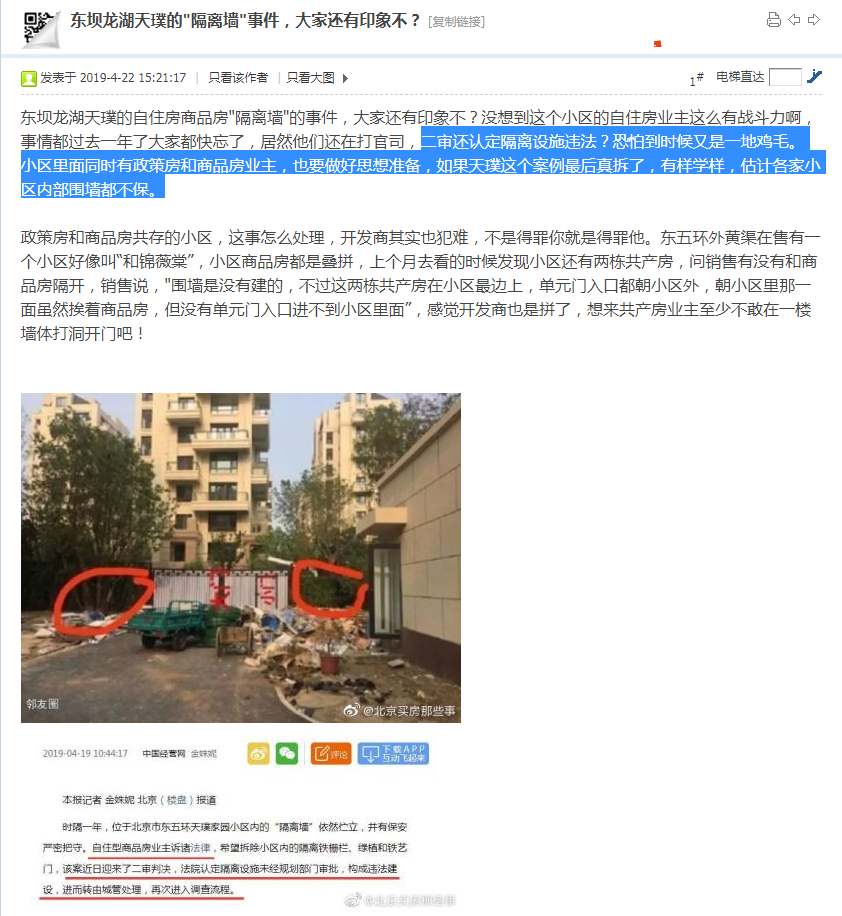 东坝龙湖天璞的"隔离墙"事件，大家还有印象不？ [复制链接]
发表于 2019-4-22 15:21:17 | 只看该作者 | 只看大图
1# 电梯直达
东坝龙湖天璞的自住房商品房"隔离墙"的事件，大家还有印象不？没想到这个小区的自住房业主这么有战斗力啊，
事情都过去一年了大家都快忘了，居然他们还在打官司，二审还认定隔离设施违法？恐怕到时候又是一地鸡毛。
小区里面同时有政策房和商品房业主，也要做好思想准备，如果天璞这个案例最后真拆了，有样学样，估计各家小
区内部围墙都不保。
政策房和商品房共存的小区，这事怎么处理，开发商其实也犯难，不是得罪你就是得罪他。东五环外黄渠在售有一
个小区好像叫“和锦薇棠”，小区商品房都是叠拼，上个月去看的时候发现小区还有两栋共产房，问销售有没有和商
品房隔开，销售说，"围墙是没有建的，不过这两栋共产房在小区最边上，单元门入口都朝小区外，朝小区里那一
面虽然挨着商品房，但没有单元门入口进不到小区里面”，感觉开发商也是拼了，想来共产房业主至少不敢在一楼
墙体打洞开门吧！
邻友圈
@北京买房那些事
2019-04-19 10:44:17 中国经营网 金姝妮
评论
下载APP
互动飞起来
本报记者 金姝妮 北京（楼盘）报道
时隔一年，位于北京市东五环天璞家园小区内的“隔离墙”依然伫立，并有保安
严密把守。自住型商品房业主诉诸法律，希望拆除小区内的隔离铁栅栏、绿植和铁艺
门，该案近日迎来了二审判决，法院认定隔离设施未经规划部门审批，构成违法建
设，进而转由城管处理，再次进入调查流程。
@北京买房那些事